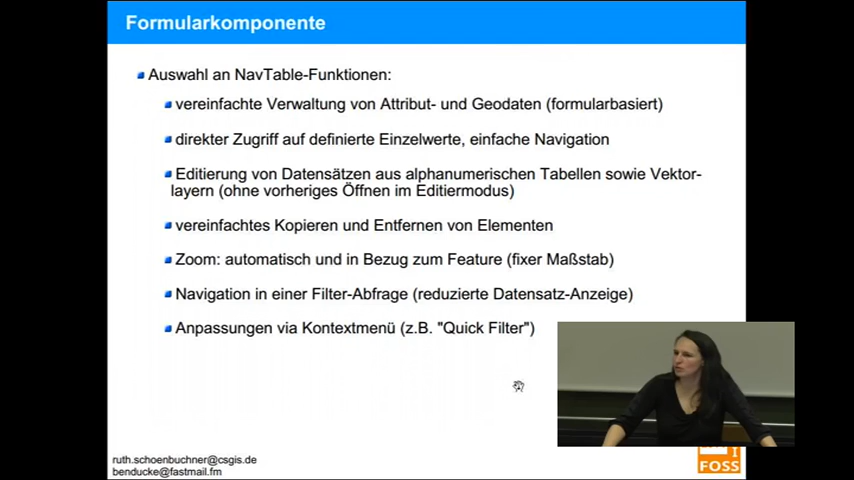 Formularkomponente
Auswahl an NavTable-Funktionen:
vereinfachte Verwaltung von Attribut- und Geodaten (formularbasiert)
direkter Zugriff auf definierte Einzelwerte, einfache Navigation
Editierung von Datensätzen aus alphanumerischen Tabellen sowie Vektor-
layern (ohne vorheriges Öffnen im Editiermodus)
vereinfachtes Kopieren und Entfernen von Elementen
Zoom: automatisch und in Bezug zum Feature (fixer Maßstab)
Navigation in einer Filter-Abfrage (reduzierte Datensatz-Anzeige)
Anpassungen via Kontextmenü (z.B. "Quick Filter")
ruth.schoenbuchner@csgis.de
benducke@fastmail.fm
FOSS